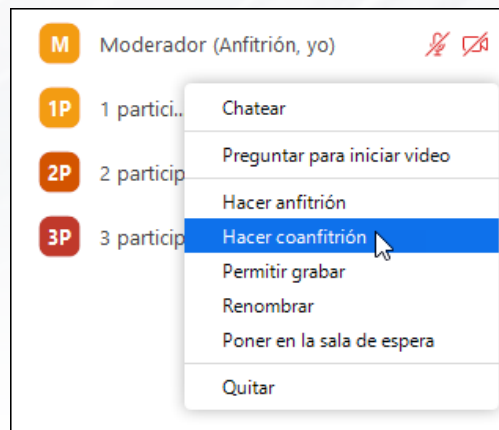 M Moderador (Anfitrión, yo)
1P 1 partici...
2P 2 particip
3P 3 particip
Chatear
Preguntar para iniciar video
Hacer anfitrión
Hacer coanfitrión
Permitir grabar
Renombrar
Poner en la sala de espera
Quitar